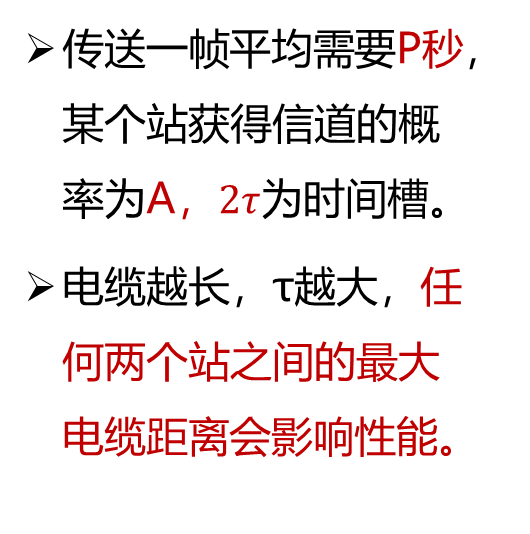 ➢传送一帧平均需要P秒，
某个站获得信道的概
率为A，2τ为时间槽。
➢电缆越长，τ越大，任
何两个站之间的最大
电缆距离会影响性能。